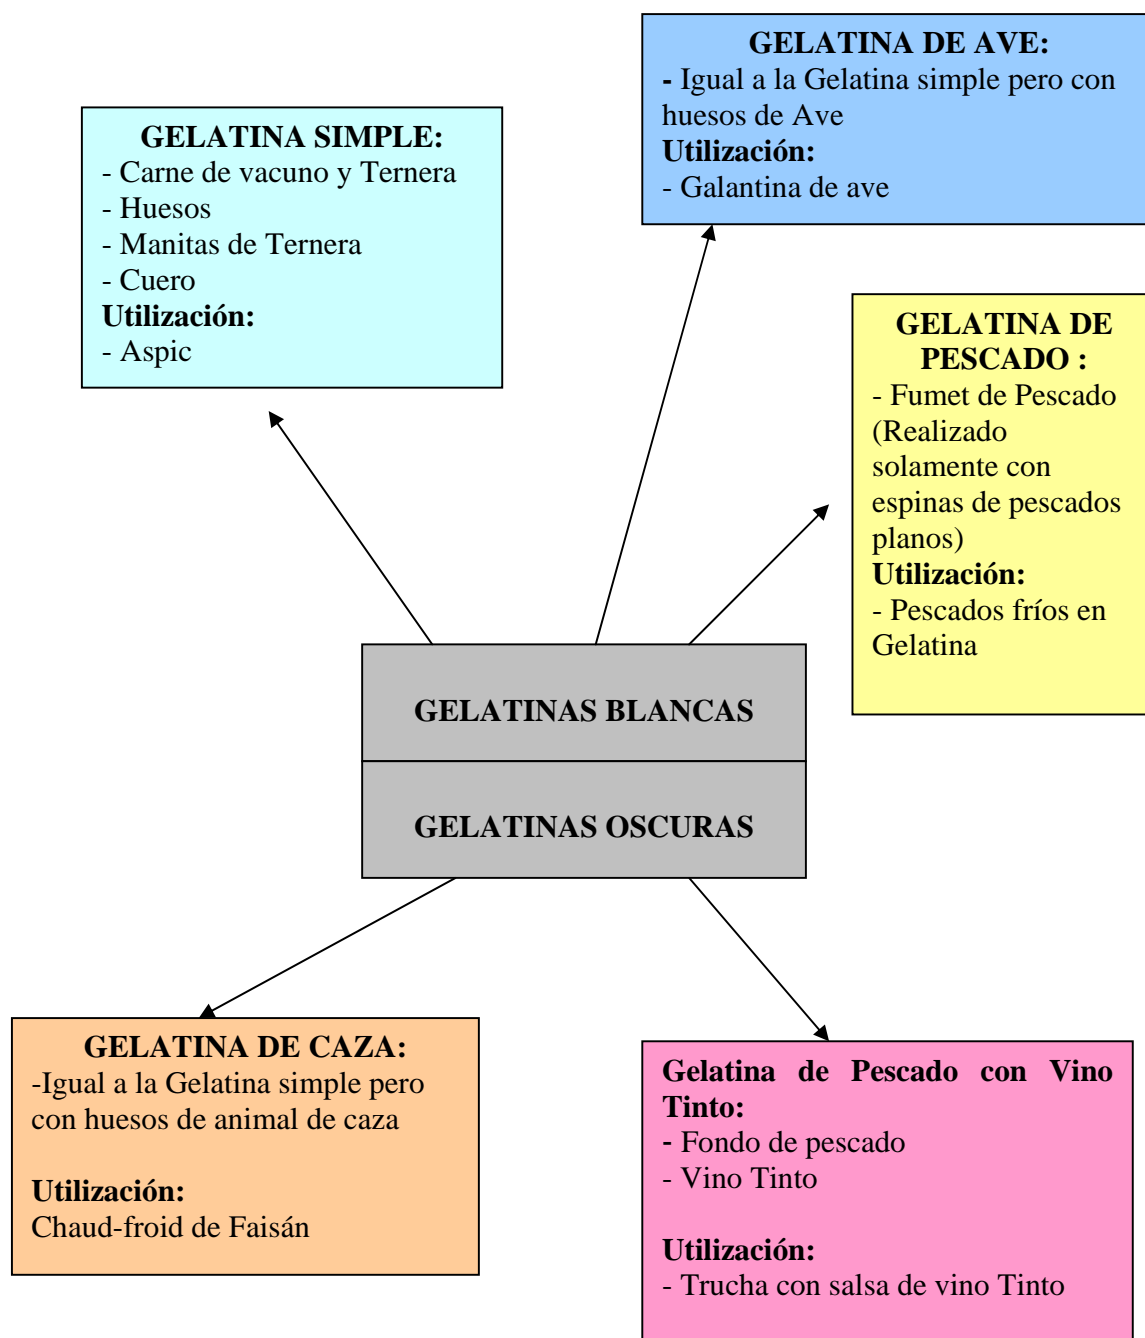 GELATINA DE AVE:
- Igual a la Gelatina simple pero con
huesos de Ave
Utilización:
- Galantina de ave
GELATINA SIMPLE:
- Carne de vacuno y Ternera
- Huesos
- Manitas de Ternera
- Cuero
Utilización:
- Aspic
GELATINA DE
PESCADO :
- Fumet de Pescado
(Realizado
solamente con
espinas de pescados
planos)
Utilización:
- Pescados fríos en
Gelatina
GELATINAS BLANCAS
GELATINAS OSCURAS
GELATINA DE CAZA:
-Igual a la Gelatina simple pero
con huesos de animal de caza
Utilización:
Chaud-froid de Faisán
Gelatina de Pescado con Vino
Tinto:
- Fondo de pescado
- Vino Tinto
Utilización:
- Trucha con salsa de vino Tinto